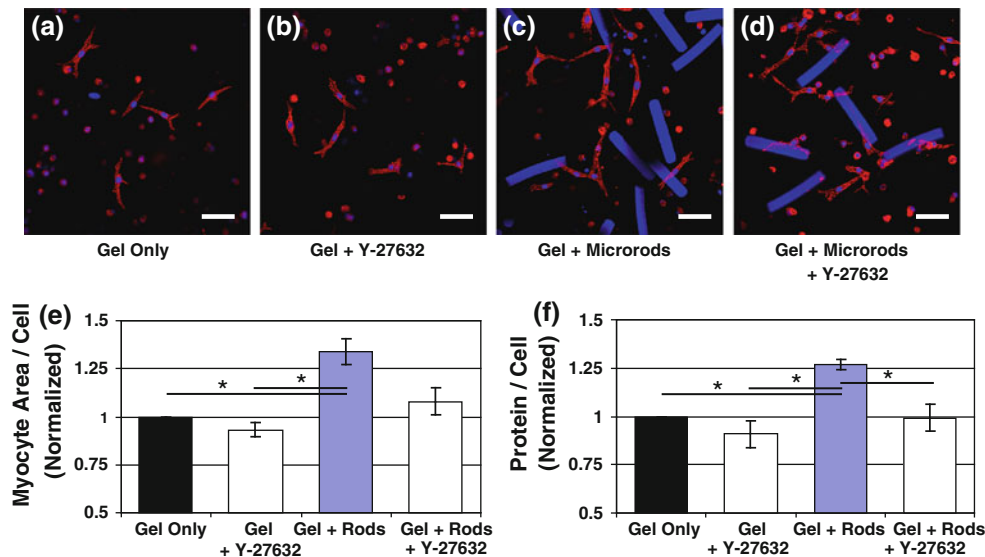 (a)
(b)
(c)
(d)
Gel Only
Gel + Y-27632
Gel + Microrods
Gel + Microrods
+ Y-27632
(e)
Myocyte Area / Cell
(Normalized)
1.5
1.25
1
0.75
0.5
*
*
Gel Only
Gel
+ Y-27632
Gel + Rods
Gel + Rods
+ Y-27632
(f)
Protein / Cell
(Normalized)
1.5
1.25
1
0.75
0.5
*
*
*
Gel Only
Gel
+ Y-27632
Gel + Rods
Gel + Rods
+ Y-27632